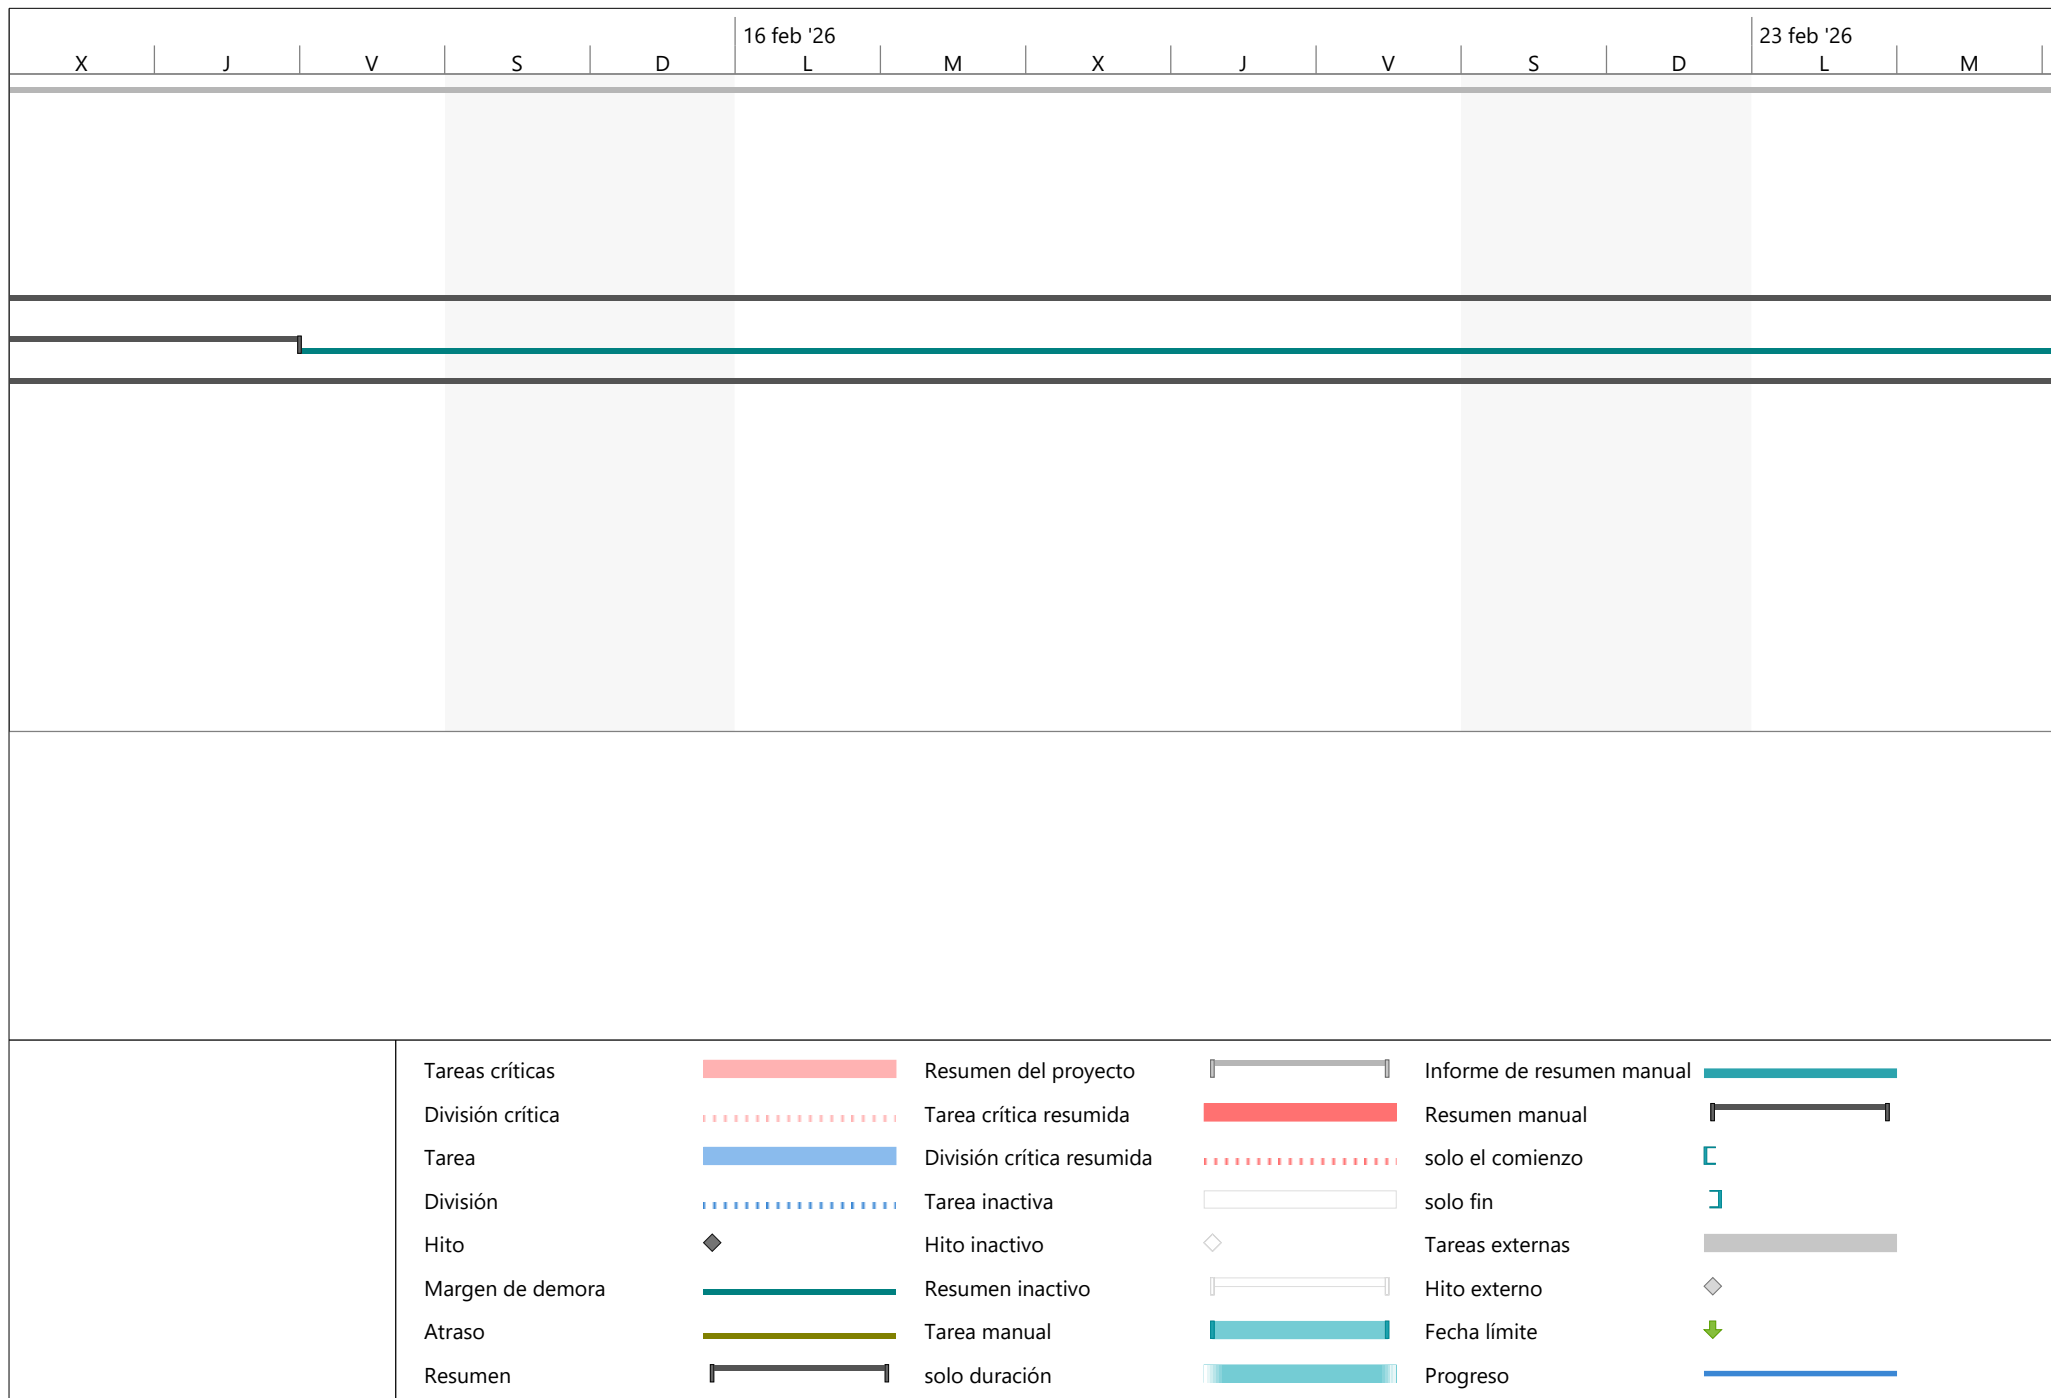 16 feb '26 23 feb '26
X J V S D L M X J V S D L M
Tareas críticas Resumen del proyecto Informe de resumen manual
División crítica Tarea crítica resumida Resumen manual
Tarea División crítica resumida solo el comienzo
División Tarea inactiva solo fin
Hito Hito inactivo Tareas externas
Margen de demora Resumen inactivo Hito externo
Atraso Tarea manual Fecha límite
Resumen solo duración Progreso